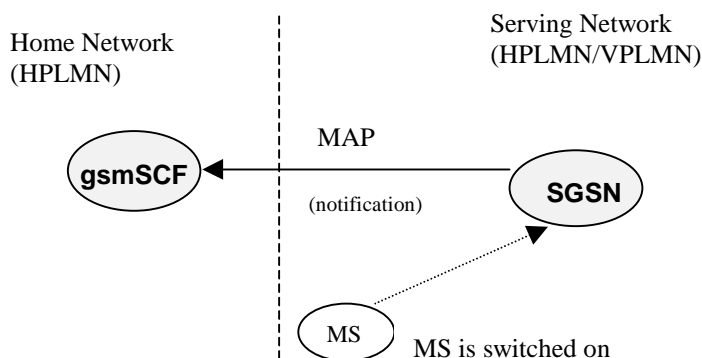 Home Network
(HPLMN)
Serving Network
(HPLMN/VPLMN)
MAP
gsmSCF
(notification)
SGSN
MS
MS is switched on